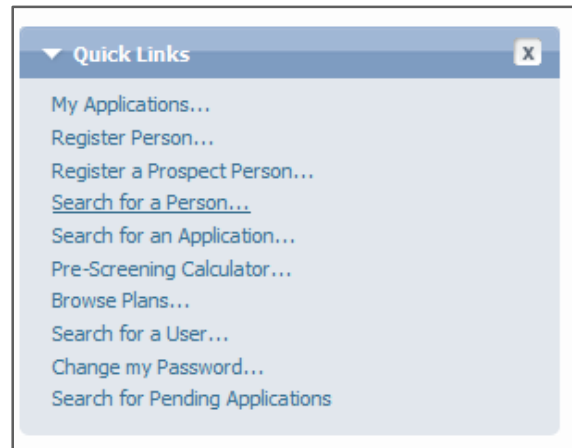 Quick Links
X
My Applications...
Register Person...
Register a Prospect Person...
Search for a Person...
Search for an Application...
Pre-Screening Calculator...
Browse Plans...
Search for a User...
Change my Password...
Search for Pending Applications